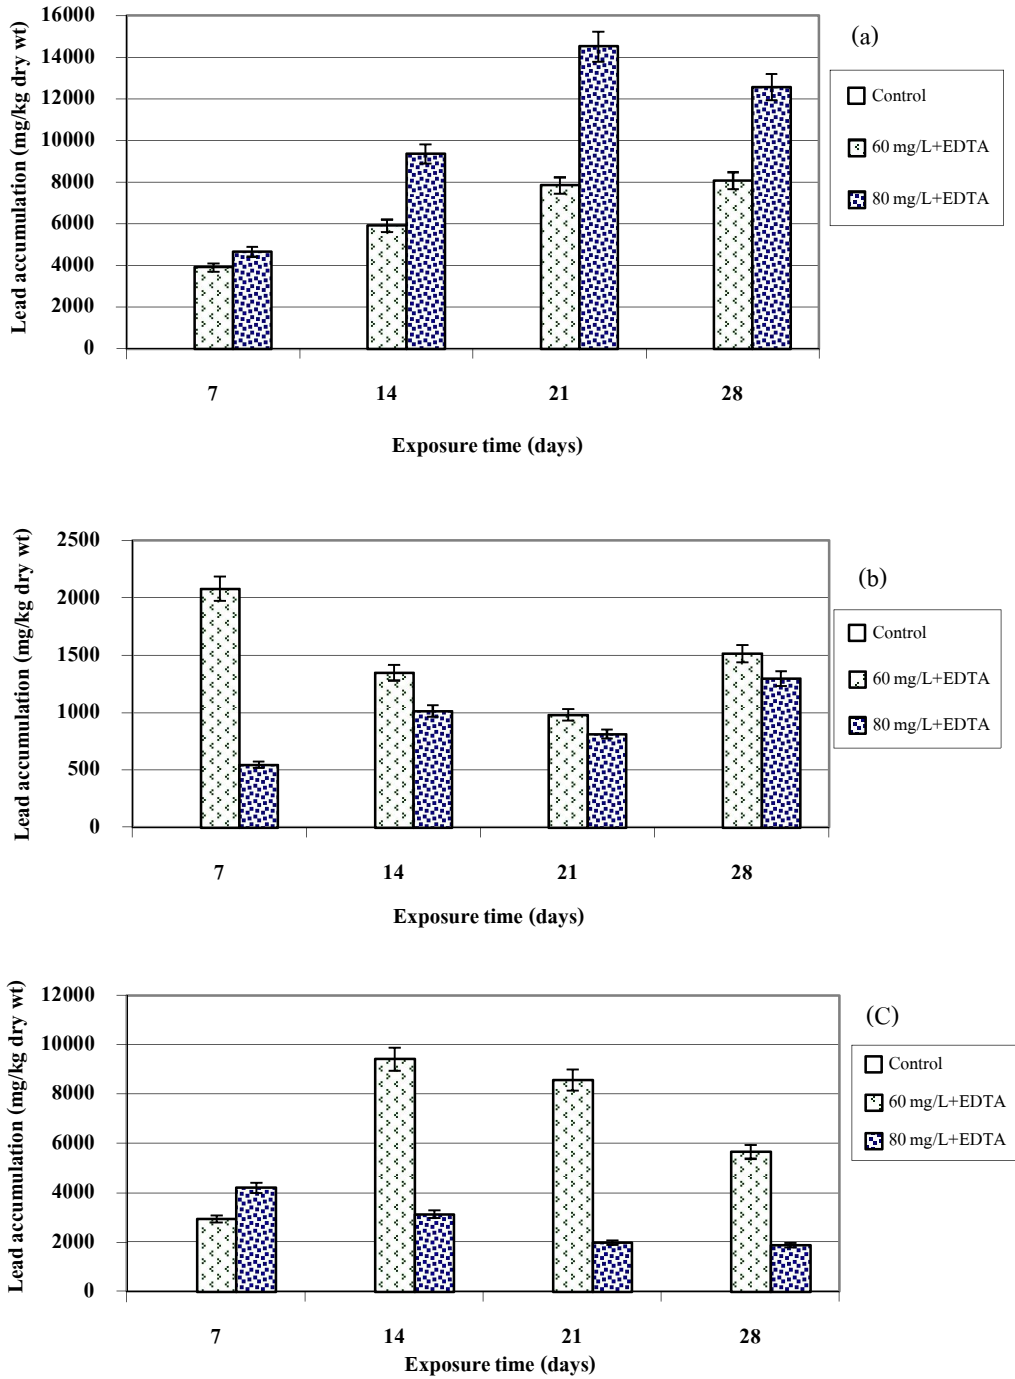 16000
14000
12000
10000
8000
6000
4000
2000
0
Lead accumulation (mg/kg dry wt)
7 14 21 28
Exposure time (days)
(a)
Control
60 mg/L+EDTA
80 mg/L+EDTA
2500
2000
1500
1000
500
0
Lead accumulation (mg/kg dry wt)
7 14 21 28
Exposure time (days)
(b)
Control
60 mg/L+EDTA
80 mg/L+EDTA
12000
10000
8000
6000
4000
2000
0
Lead accumulation (mg/kg dry wt)
7 14 21 28
Exposure time (days)
(C)
Control
60 mg/L+EDTA
80 mg/L+EDTA